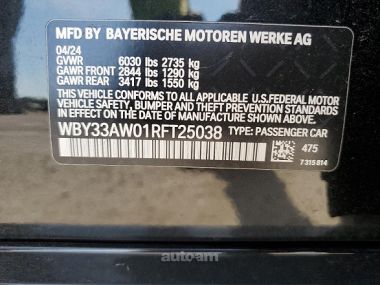 MFD BY BAYERISCHE MOTOREN WERKE AG
04/24
GVWR 6030 lbs 2735 kg
GAWR FRONT 2844 lbs 1290 kg
GAWR REAR 3417 lbs 1550 kg
THIS VEHICLE CONFORMS TO ALL APPLICABLE U.S. FEDERAL MOTOR
VEHICLE SAFETY, BUMPER, AND THEFT PREVENTION STANDARDS IN
EFFECT ON THE DATE OF MANUFACTURE SHOWN ABOVE.
WBY33AW01RFT25038 TYPE: PASSENGER CAR
475
7 315 814
autoam